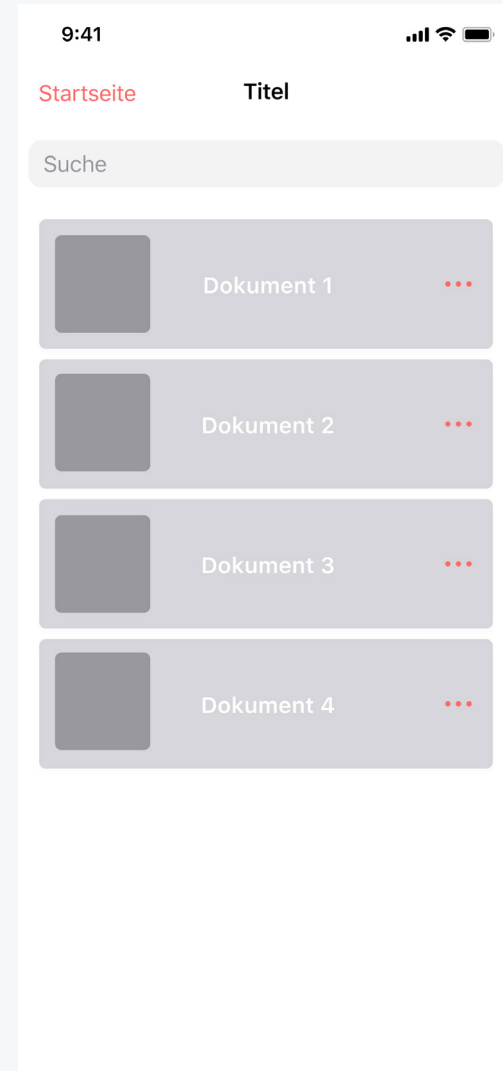 9:41
Startseite Titel
Suche
Dokument 1
Dokument 2
Dokument 3
Dokument 4